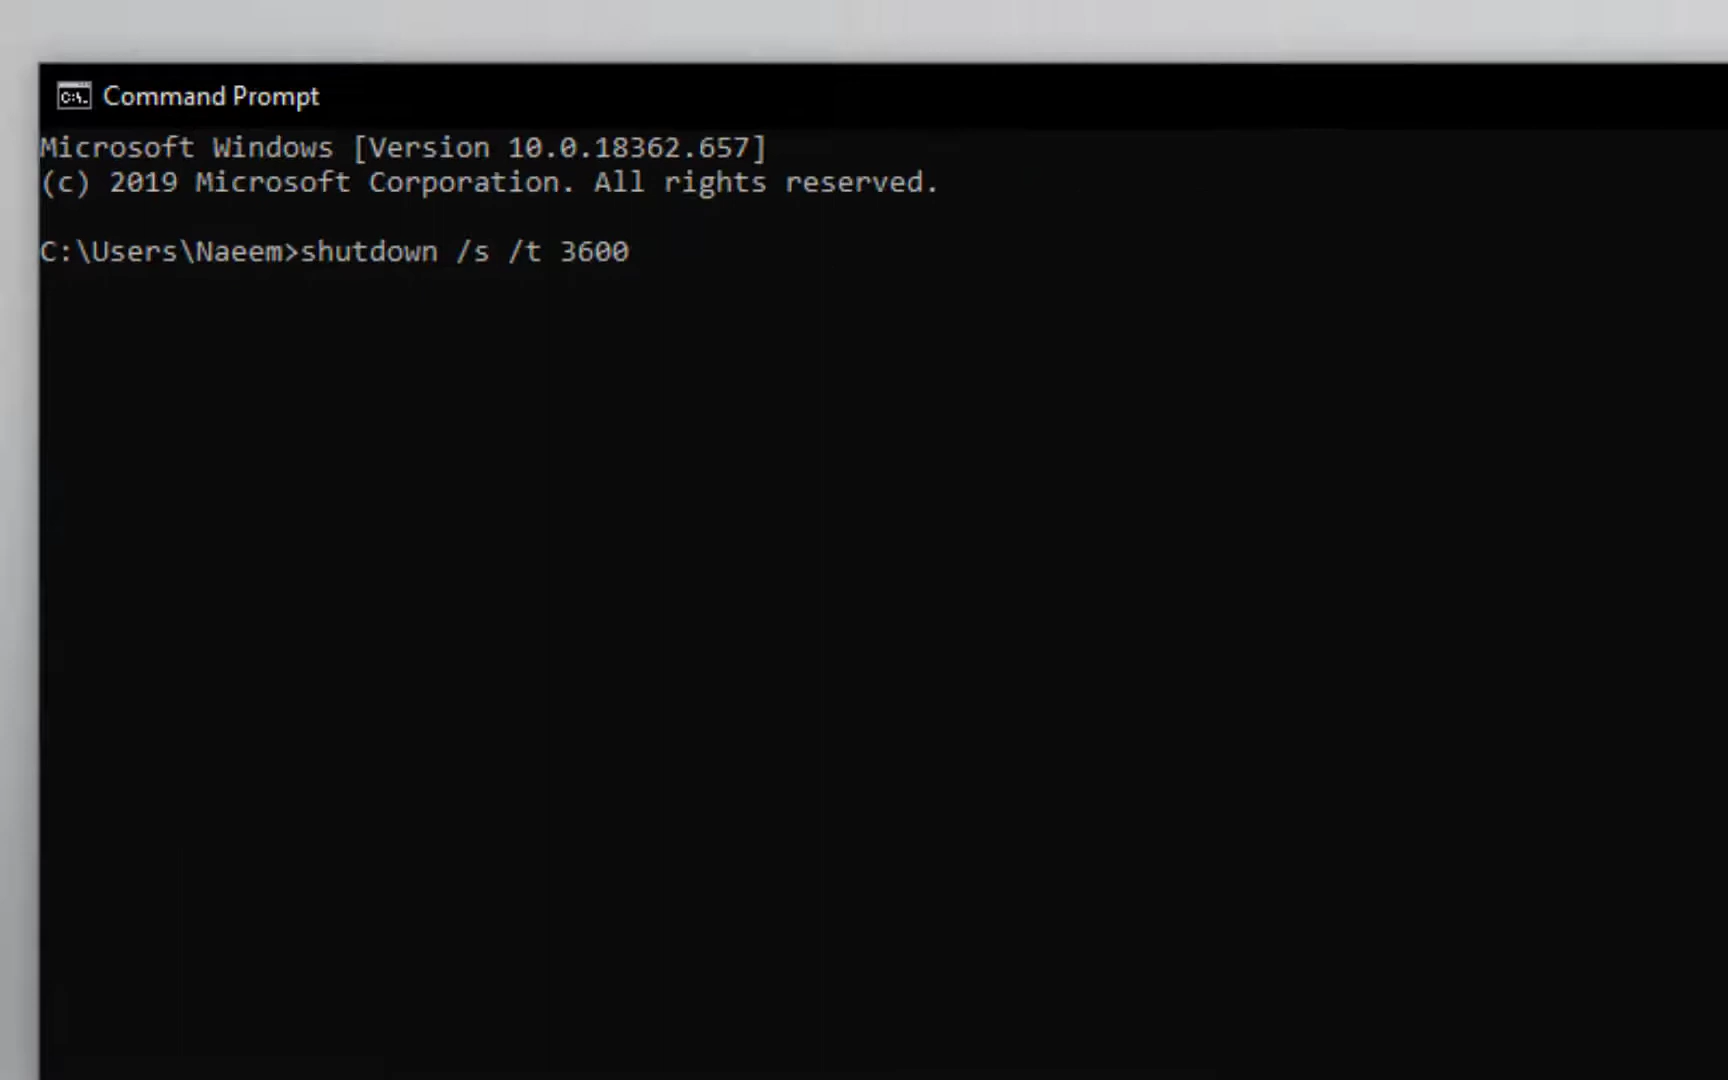 Command Prompt
Microsoft Windows [Version 10.0.18362.657]
(c) 2019 Microsoft Corporation. All rights reserved.
C:\Users\Naeem>shutdown /s /t 3600